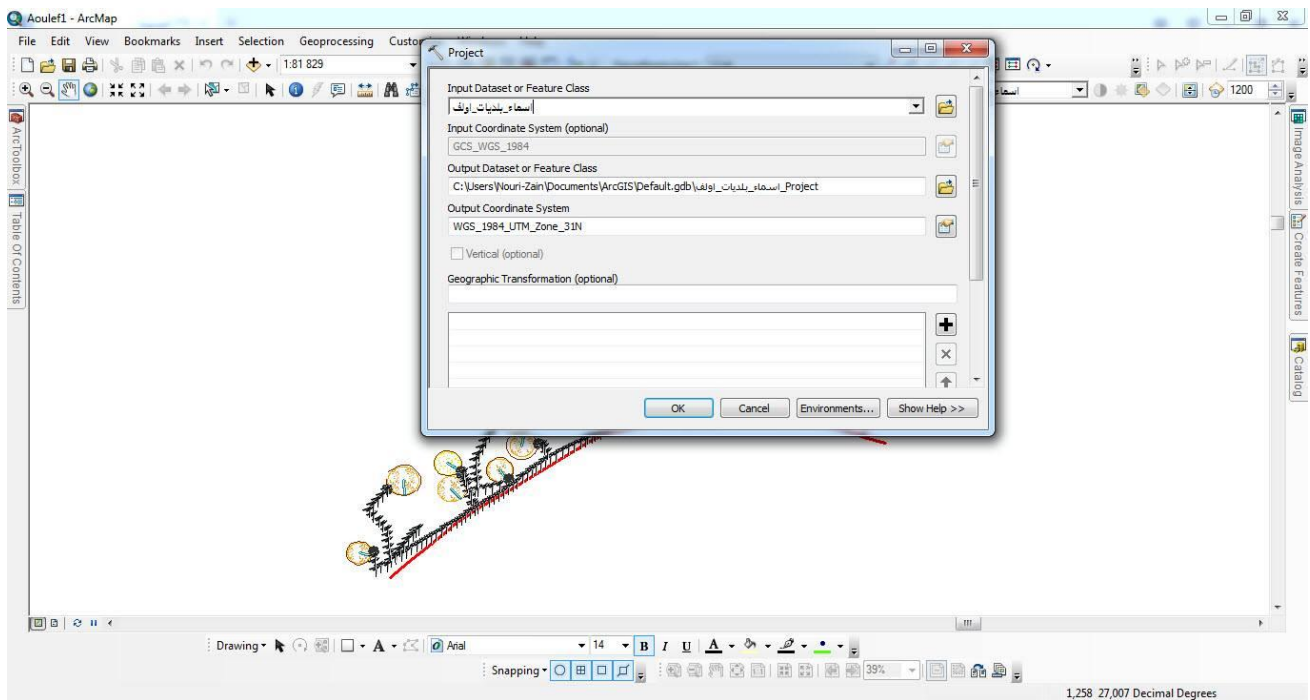 Aoulef1 - ArcMap
File Edit View Bookmarks Insert Selection Geoprocessing
1:81 829
1200
ArcToolbox
Table Of Contents
Project
Input Dataset or Feature Class
اسماء_بلديات_اولف
Input Coordinate System (optional)
GCS_WGS_1984
Output Dataset or Feature Class
C:\Users\Nouri-Zain\Documents\ArcGIS\Default.gdb\اسماء_بلديات_اولف_Project
Output Coordinate System
WGS_1984_UTM_Zone_31N
Vertical (optional)
Geographic Transformation (optional)
OK Cancel Environments... Show Help >>
Image Analysis
Create Features
Catalog
Drawing Arial 14 B I U A
Snapping 39%
1,258 27,007 Decimal Degrees